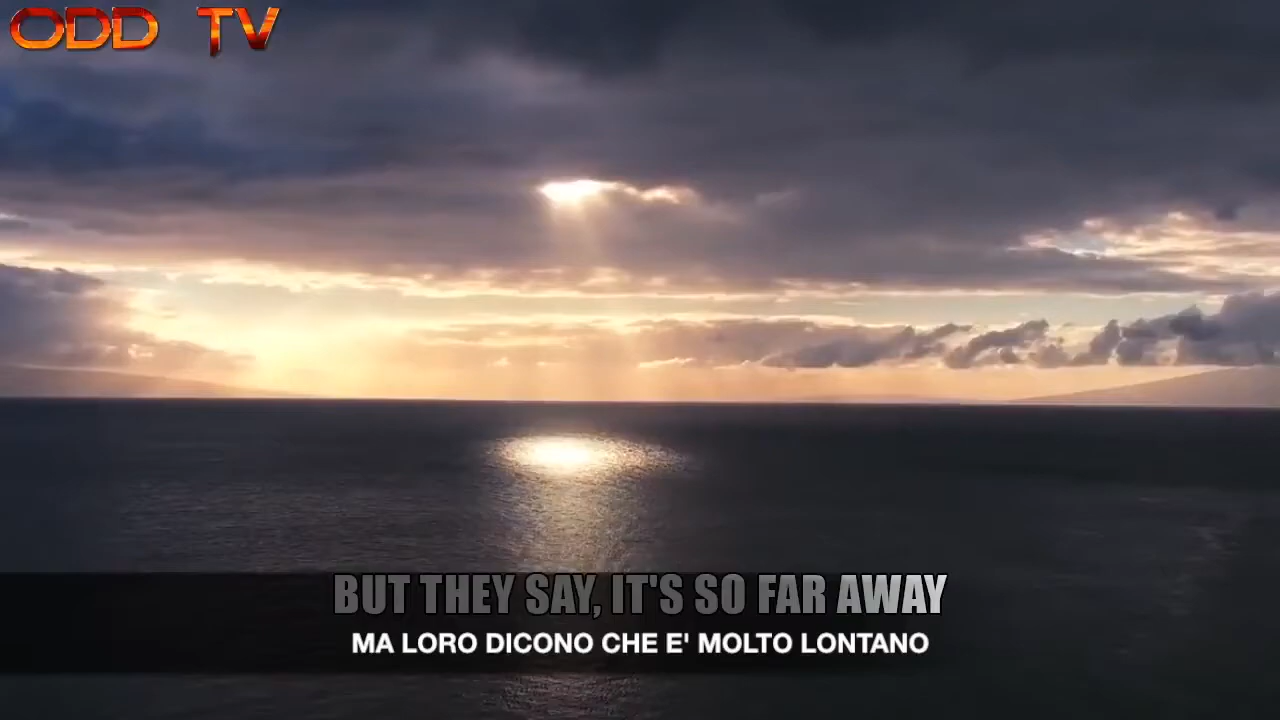 ODD TV
BUT THEY SAY, IT'S SO FAR AWAY
MA LORO DICONO CHE E' MOLTO LONTANO